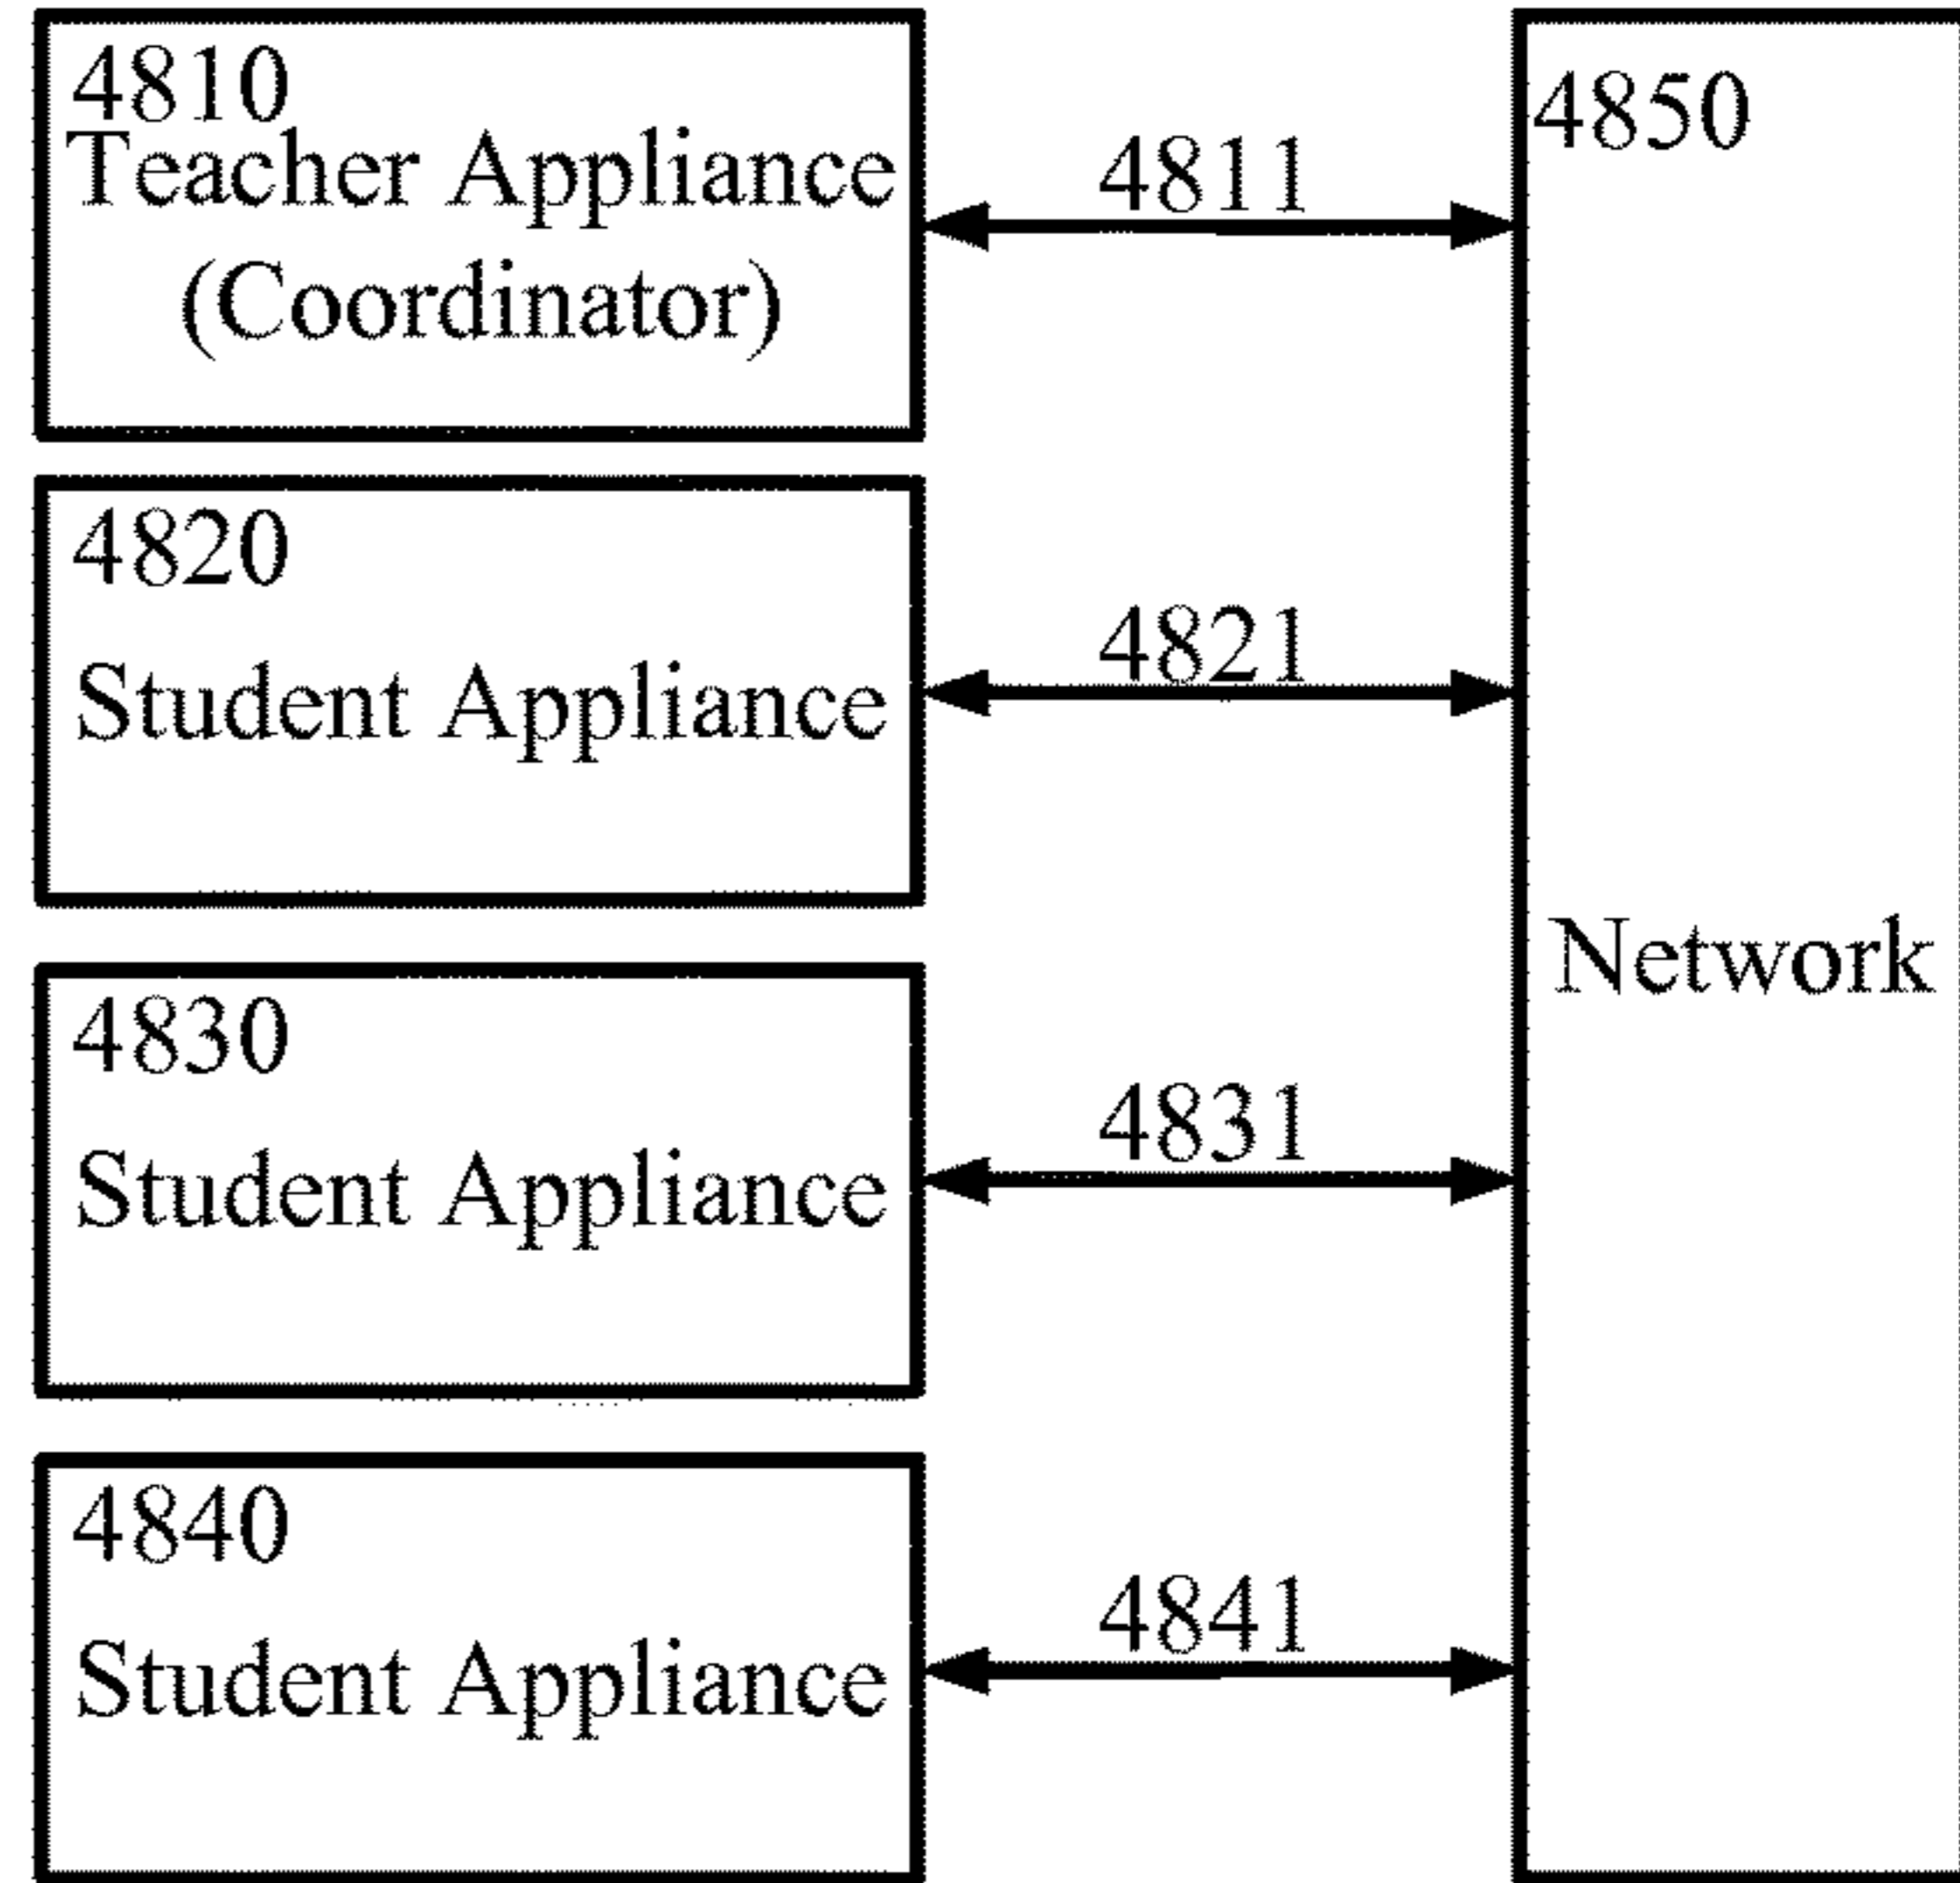 4810
Teacher Appliance
(Coordinator)
4811
4850
4820
Student Appliance
4821
Network
4830
Student Appliance
4831
4840
Student Appliance
4841